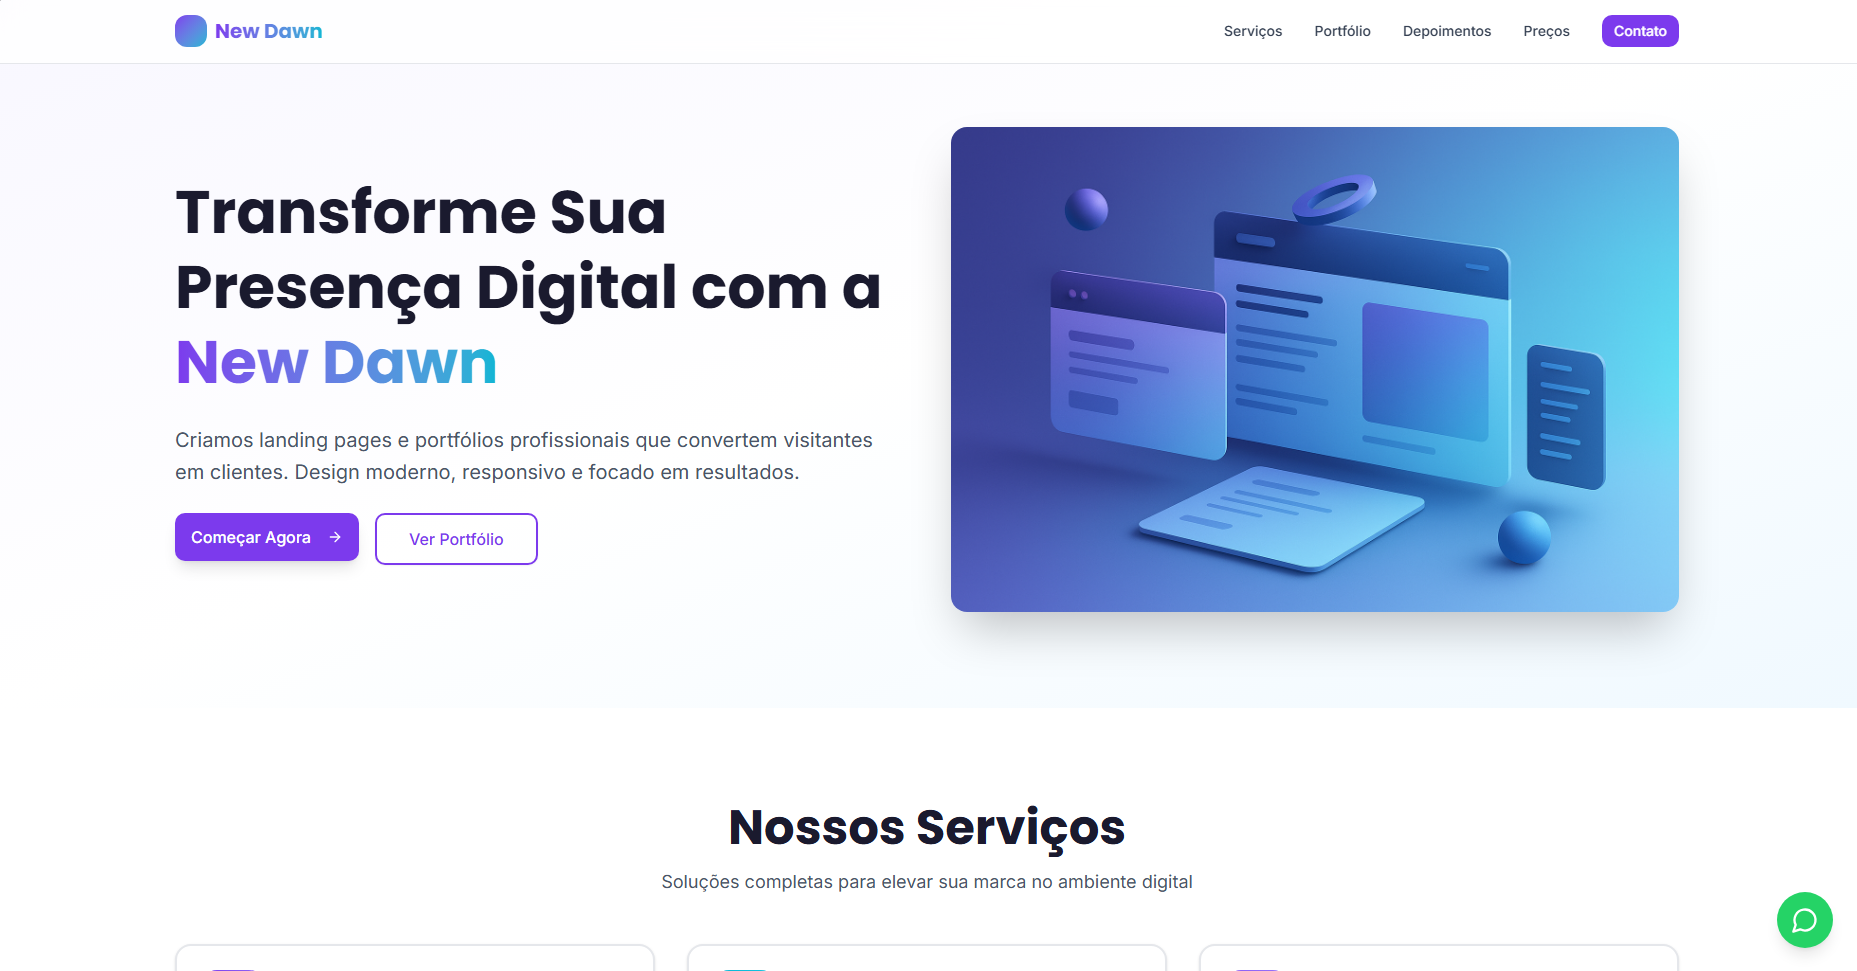 New Dawn
Serviços
Portfólio
Depoimentos
Preços
Contato
Transforme Sua
Presença Digital com a
New Dawn
Criamos landing pages e portfólios profissionais que convertem visitantes
em clientes. Design moderno, responsivo e focado em resultados.
Começar Agora →
Ver Portfólio
Nossos Serviços
Soluções completas para elevar sua marca no ambiente digital